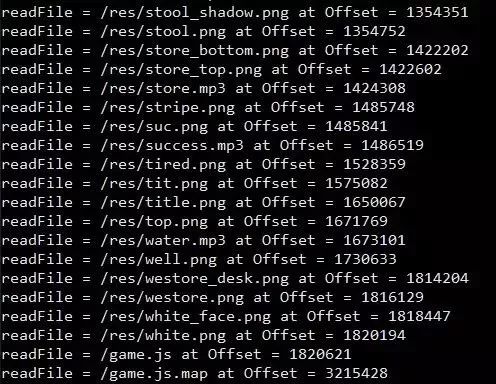 readFile = /res/stool_shadow.png at Offset = 1354351
readFile = /res/stool.png at Offset = 1354752
readFile = /res/store_bottom.png at Offset = 1422202
readFile = /res/store_top.png at Offset = 1422602
readFile = /res/store.mp3 at Offset = 1424308
readFile = /res/stripe.png at Offset = 1485748
readFile = /res/suc.png at Offset = 1485841
readFile = /res/success.mp3 at Offset = 1486519
readFile = /res/tired.png at Offset = 1528359
readFile = /res/tit.png at Offset = 1575082
readFile = /res/title.png at Offset = 1650067
readFile = /res/top.png at Offset = 1671769
readFile = /res/water.mp3 at Offset = 1673101
readFile = /res/well.png at Offset = 1730633
readFile = /res/westore_desk.png at Offset = 1814204
readFile = /res/westore.png at Offset = 1816129
readFile = /res/white_face.png at Offset = 1818447
readFile = /res/white.png at Offset = 1820194
readFile = /game.js at Offset = 1820621
readFile = /game.js.map at Offset = 3215428